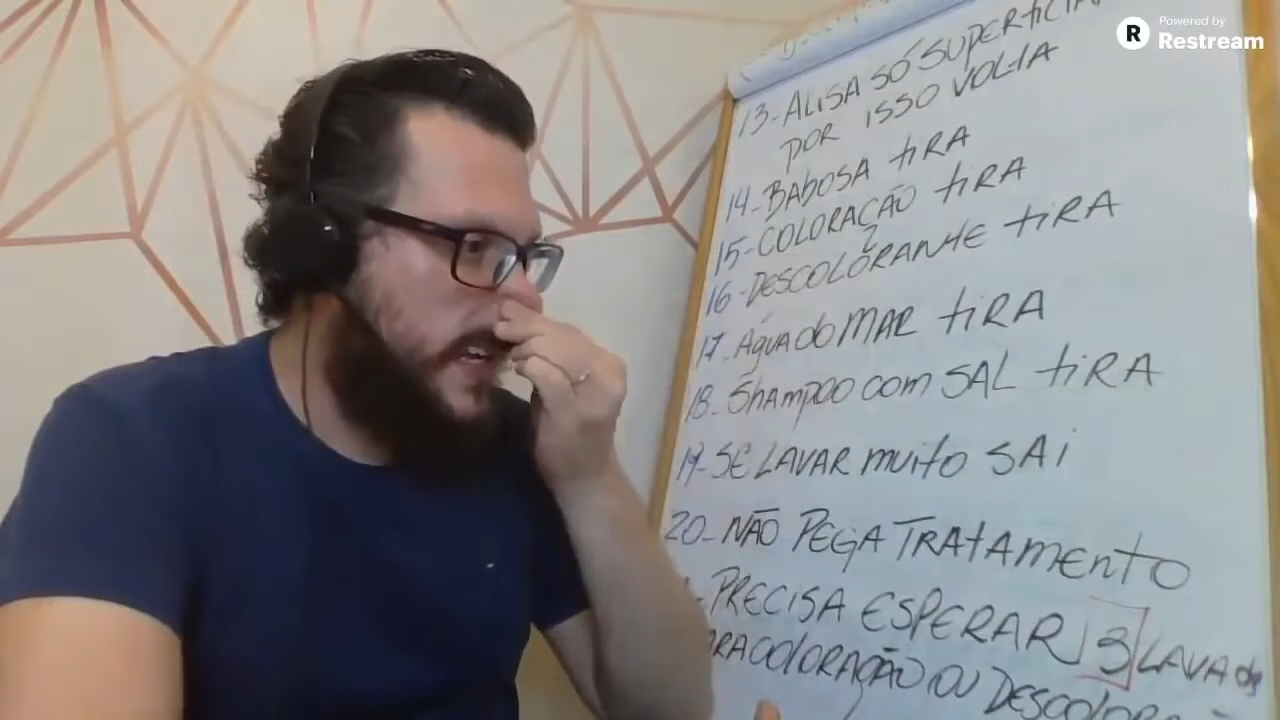 Powered by
Restream
13-ALISA SÓ SUPERFICIAL
POR ISSO VOLTA
14-BABOSA TIRA
15-COLORAÇÃO TIRA
16-DESCOLORANTE TIRA
17-Água do MAR TIRA
18-Shampoo com SAL TIRA
19-SE LAVAR muito SAI
20-NÃO PEGA TRATAMENTO
PRECISA ESPERAR 3 LAVAdas
COLORAÇÃO OU DESCOLORAÇÃO